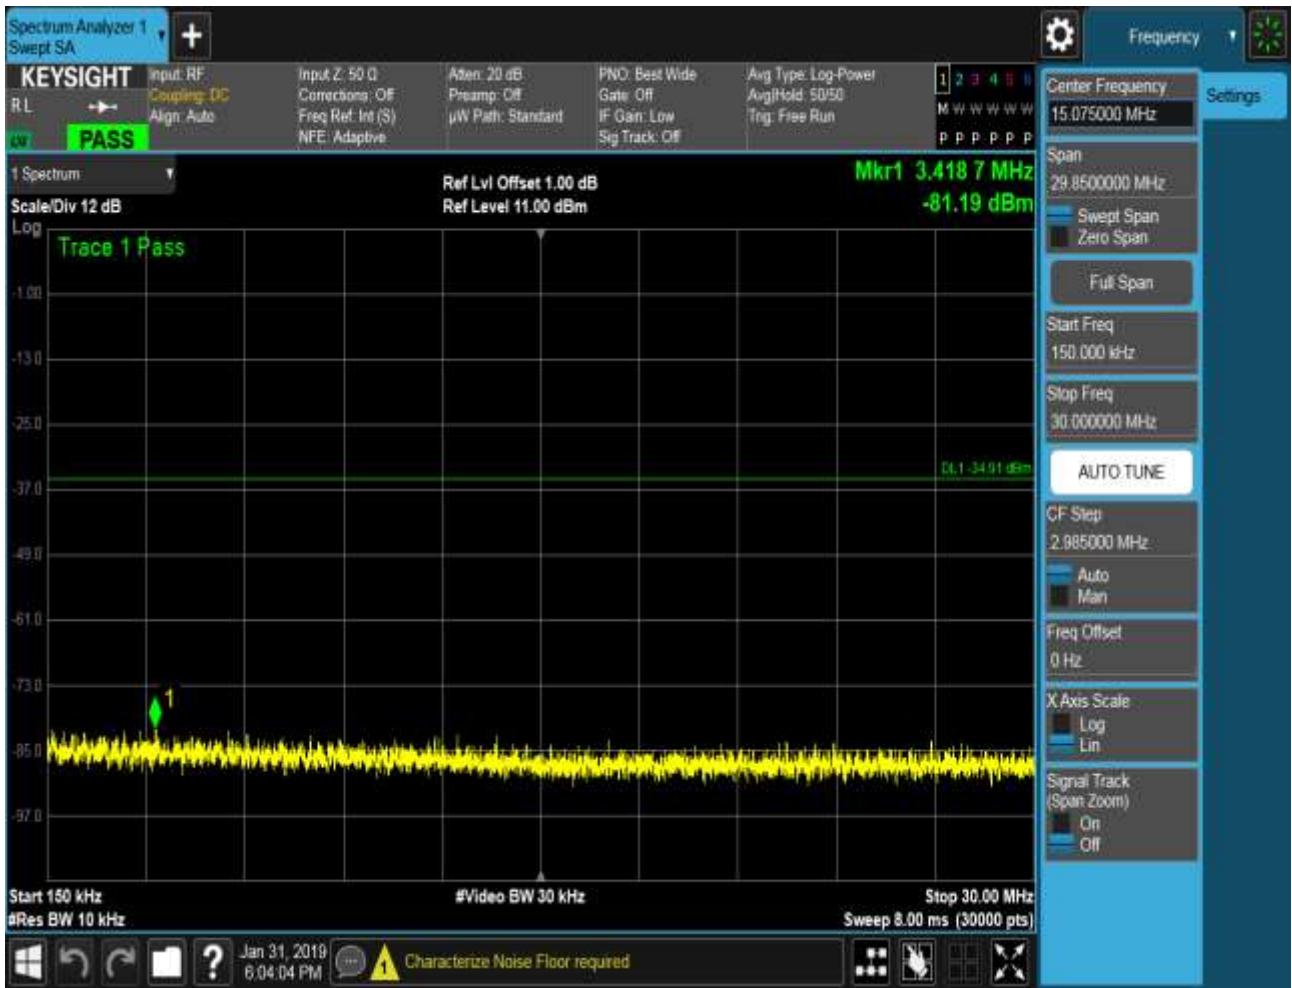 Spectrum Analyzer 1
Swept SA
+
Frequency
KEYSIGHT
R L
PASS
Input: RF
Coupling: DC
Align: Auto
Input Z: 50 Ω
Corrections: Off
Freq Ref: Int (S)
NFE: Adaptive
Atten: 20 dB
Preamp: Off
µW Path: Standard
PNO: Best Wide
Gate: Off
IF Gain: Low
Sig Track: Off
Avg Type: Log-Power
Avg|Hold: 50/50
Trig: Free Run
1 2 3 4 5 6
M W W W W W
P P P P P P
1 Spectrum
Scale/Div 12 dB
Log
Ref Lvl Offset 1.00 dB
Ref Level 11.00 dBm
Mkr1 3.418 7 MHz
-81.19 dBm
Trace 1 Pass
-1.00
-13.0
-25.0
DL1 -34.91 dBm
-37.0
-49.0
-61.0
-73.0
1
-85.0
-97.0
Start 150 kHz
#Video BW 30 kHz
Stop 30.00 MHz
#Res BW 10 kHz
Sweep 8.00 ms (30000 pts)
?
Jan 31, 2019
6:04:04 PM
1
Characterize Noise Floor required
Center Frequency
15.075000 MHz
Settings
Span
29.8500000 MHz
Swept Span
Zero Span
Full Span
Start Freq
150.000 kHz
Stop Freq
30.000000 MHz
AUTO TUNE
CF Step
2.985000 MHz
Auto
Man
Freq Offset
0 Hz
X Axis Scale
Log
Lin
Signal Track
(Span Zoom)
On
Off